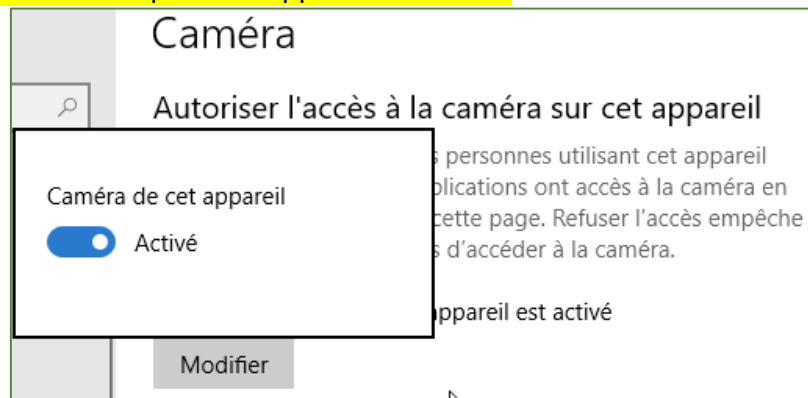 Caméra
Autoriser l'accès à la caméra sur cet appareil
personnes utilisant cet appareil
ont accès à la caméra en
cette page. Refuser l'accès empêche
d'accéder à la caméra.
Caméra de cet appareil
Activé
appareil est activé
Modifier